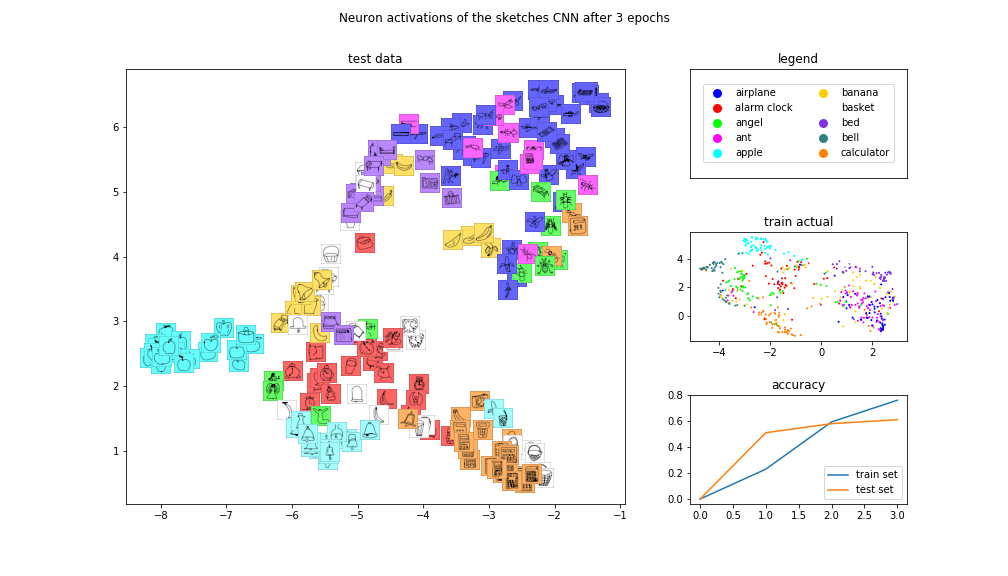 Neuron activations of the sketches CNN after 3 epochs
test data
6
5
4
3
2
1
−8 −7 −6 −5 −4 −3 −2 −1
legend
airplane banana
alarm clock basket
angel bed
ant bell
apple calculator
train actual
4
2
0
−4 −2 0 2
accuracy
0.8
0.6
0.4
0.2
0.0
train set
test set
0.0 0.5 1.0 1.5 2.0 2.5 3.0